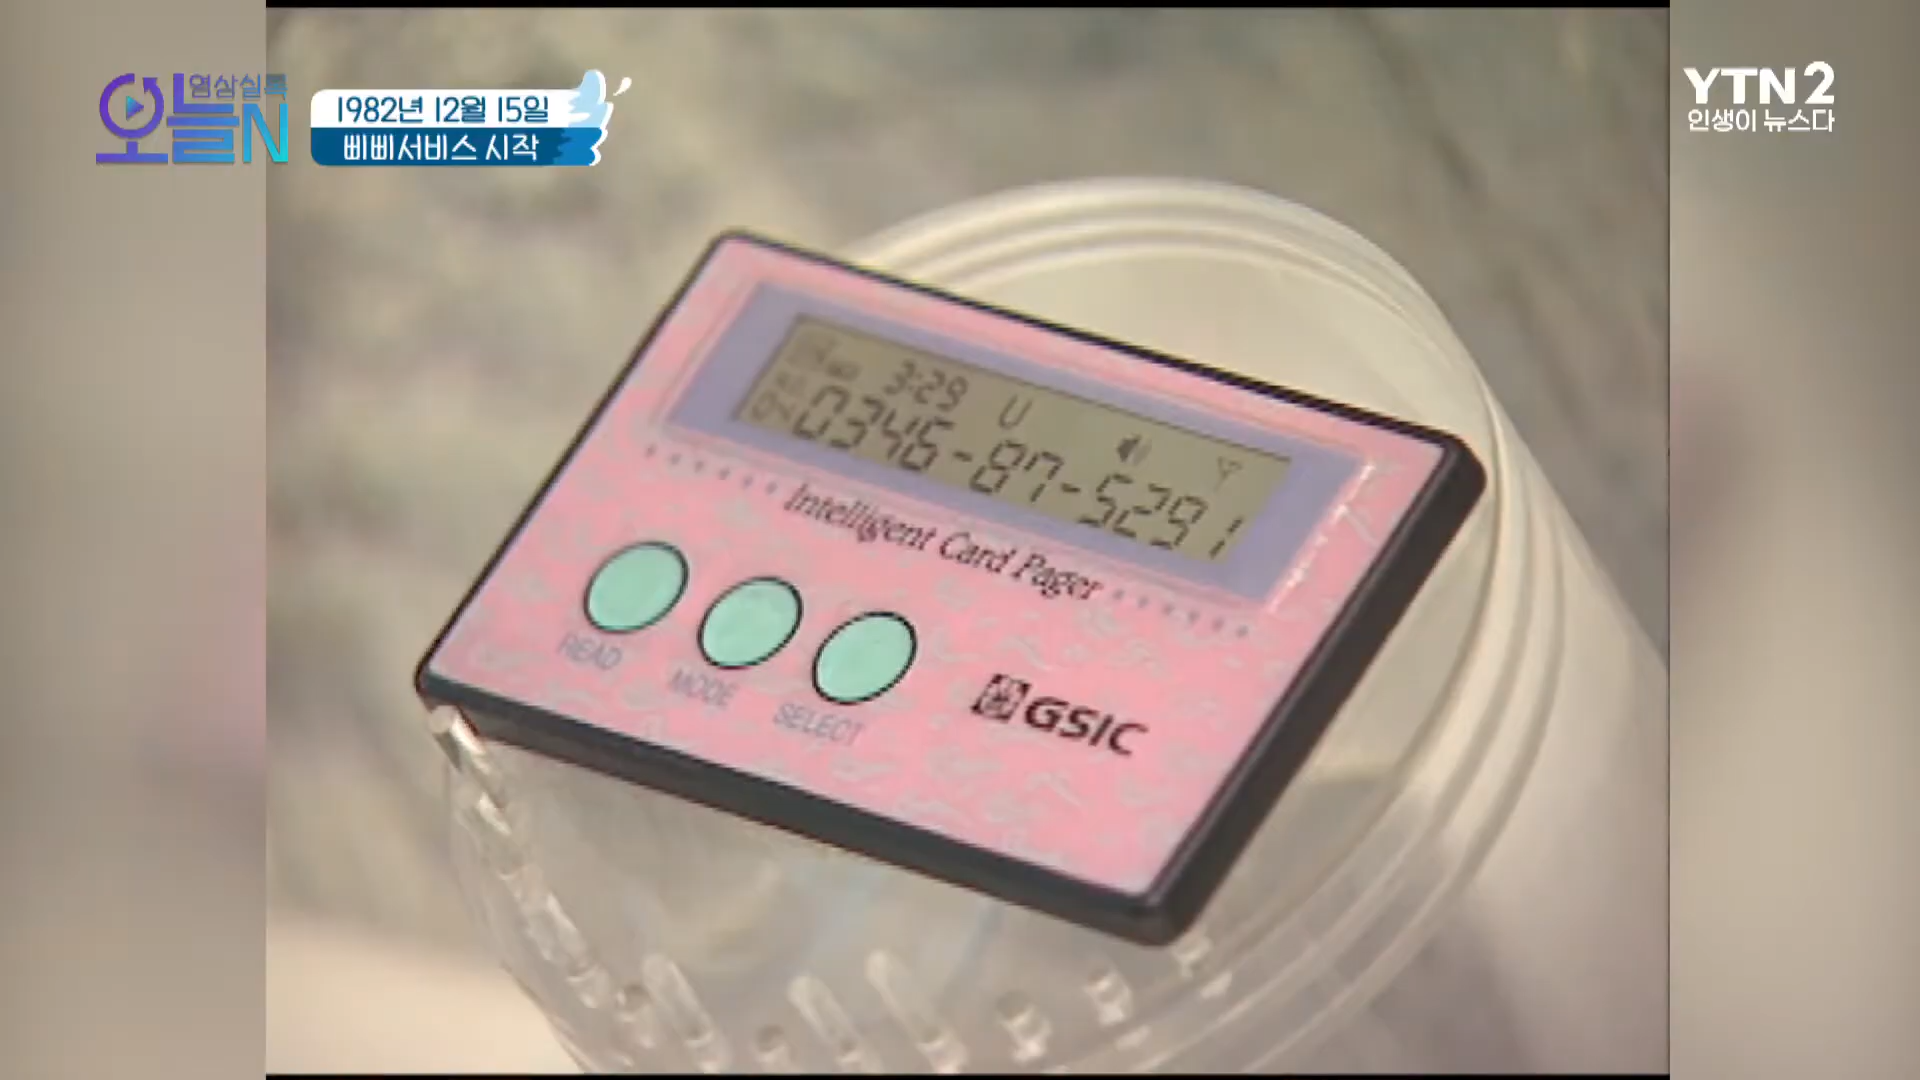 영상실록
오늘N
1982년 12월 15일
삐삐서비스 시작
YTN2
인생이 뉴스다
3:29
0346-87-5291
Intelligent Card Pager
READ
MODE
SELECT
GSIC